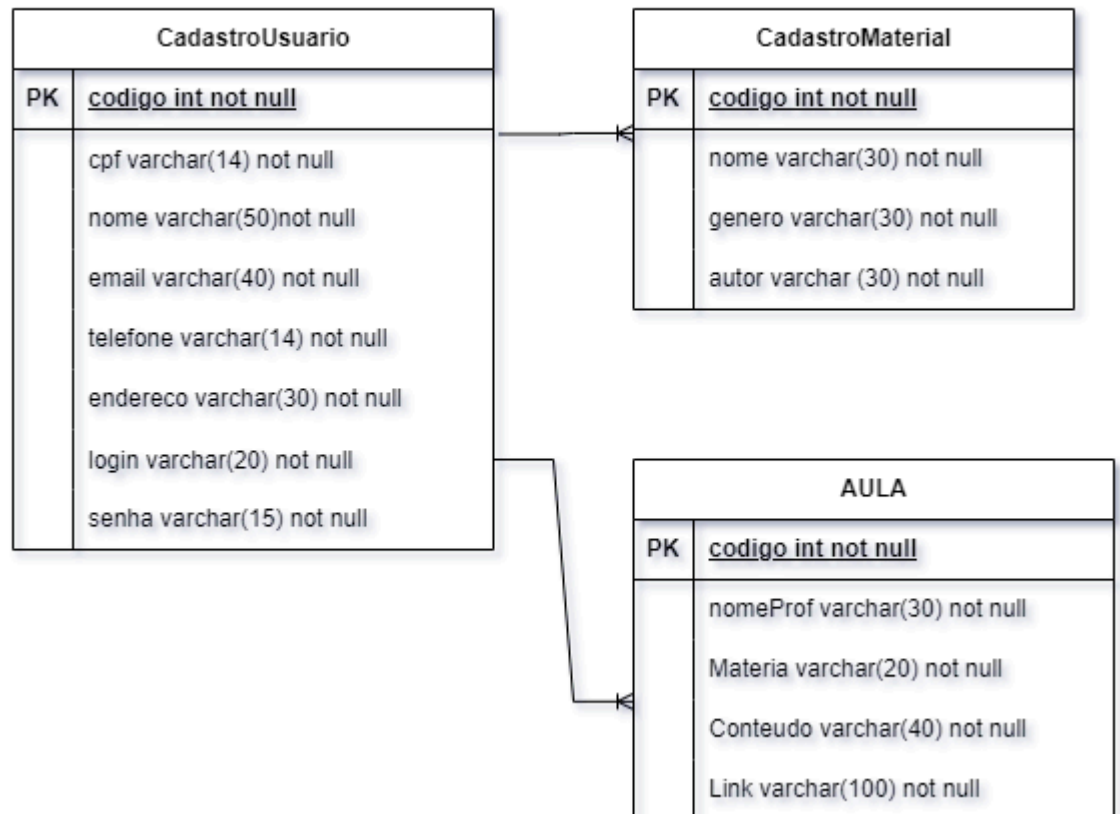 CadastroUsuario
PK codigo int not null
cpf varchar(14) not null
nome varchar(50)not null
email varchar(40) not null
telefone varchar(14) not null
endereco varchar(30) not null
login varchar(20) not null
senha varchar(15) not null
CadastroMaterial
PK codigo int not null
nome varchar(30) not null
genero varchar(30) not null
autor varchar (30) not null
AULA
PK codigo int not null
nomeProf varchar(30) not null
Materia varchar(20) not null
Conteudo varchar(40) not null
Link varchar(100) not null